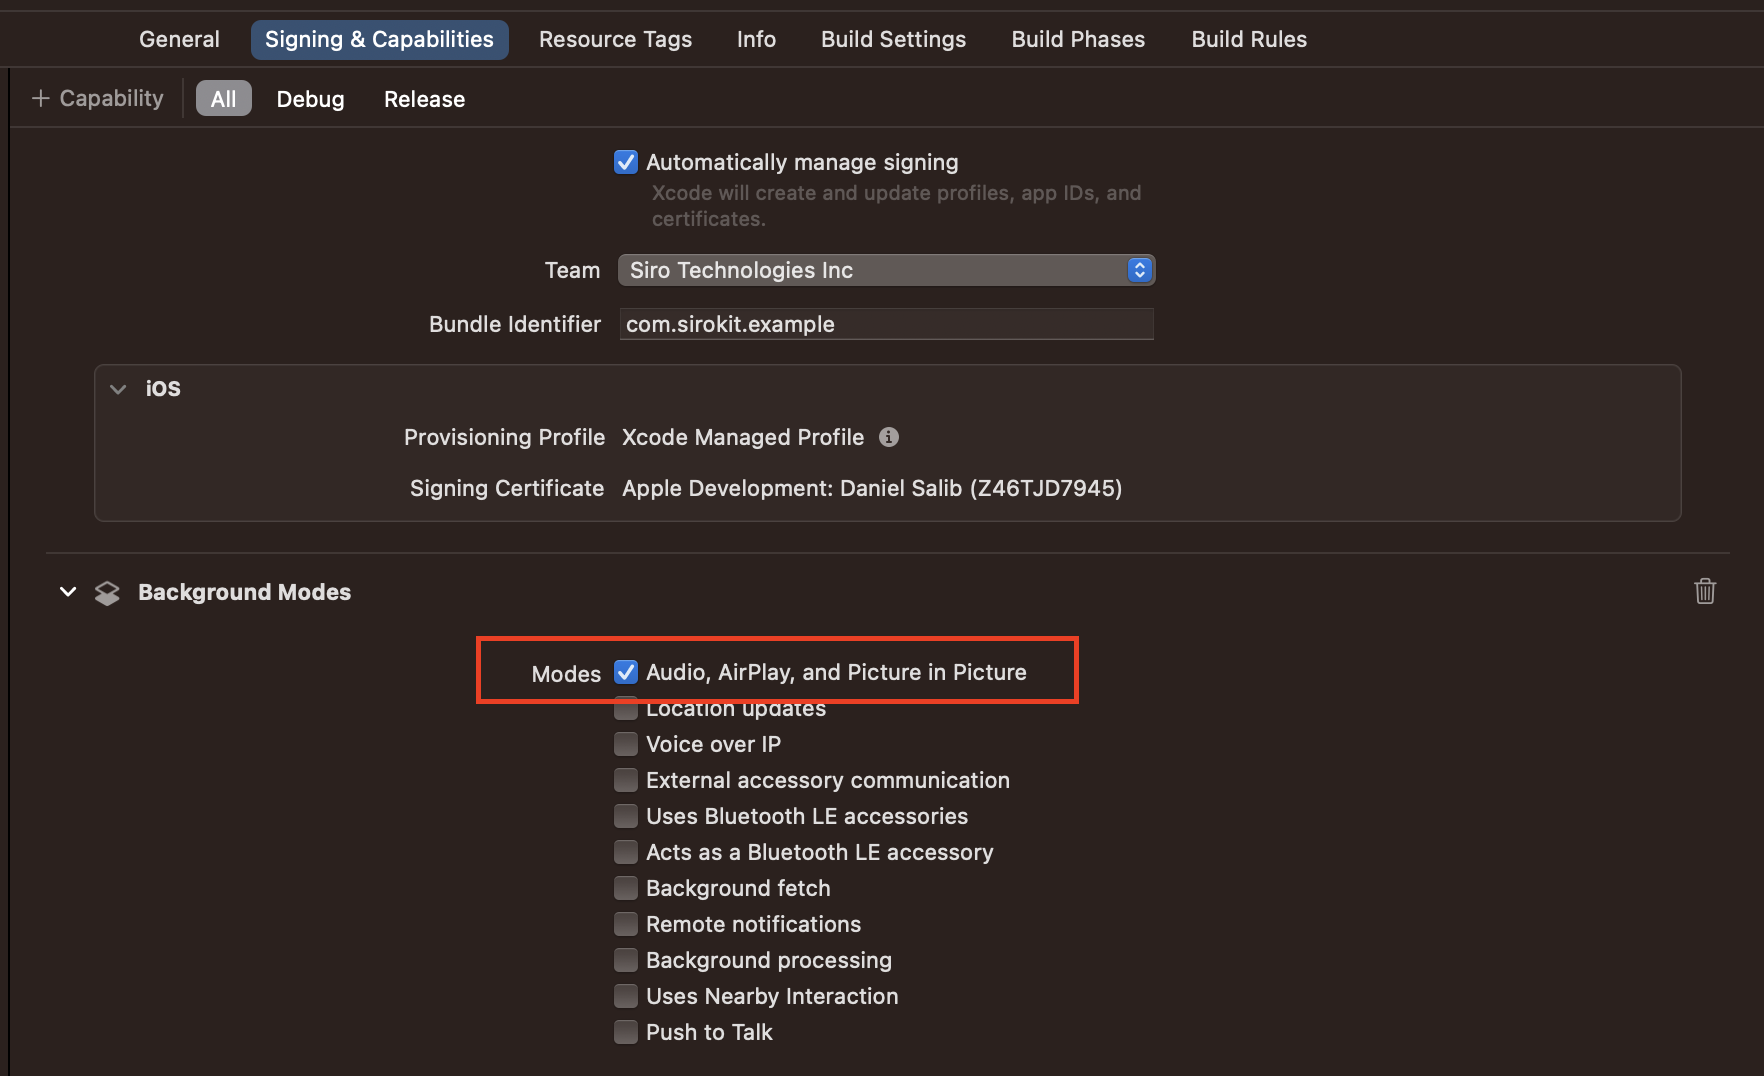 General Signing & Capabilities Resource Tags Info Build Settings Build Phases Build Rules
+ Capability All Debug Release
Automatically manage signing
Xcode will create and update profiles, app IDs, and
certificates.
Team Siro Technologies Inc
Bundle Identifier com.sirokit.example
iOS
Provisioning Profile Xcode Managed Profile
Signing Certificate Apple Development: Daniel Salib (Z46TJD7945)
Background Modes
Modes Audio, AirPlay, and Picture in Picture
Location updates
Voice over IP
External accessory communication
Uses Bluetooth LE accessories
Acts as a Bluetooth LE accessory
Background fetch
Remote notifications
Background processing
Uses Nearby Interaction
Push to Talk